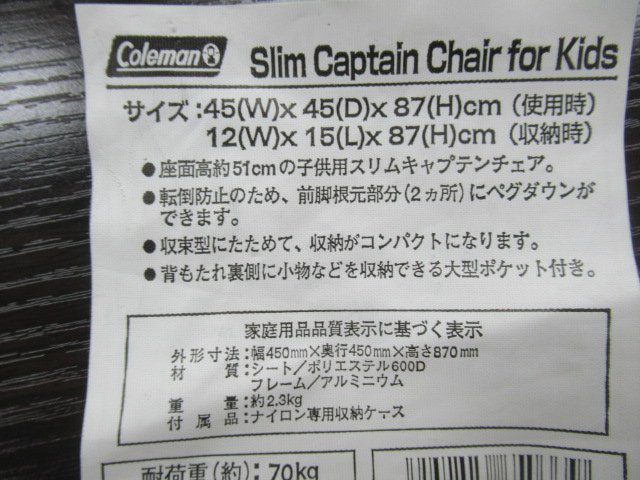 Coleman
Slim Captain Chair for Kids
サイズ:45(W)x 45(D)x 87(H)cm（使用時）
12(W)x 15(L)x 87(H)cm（収納時）
●座面高約51cmの子供用スリムキャプテンチェア。
●転倒防止のため、前脚根元部分（2ヵ所）にペグダウンが
できます。
●収束型にたためて、収納がコンパクトになります。
●背もたれ裏側に小物などを収納できる大型ポケット付き。
家庭用品品質表示に基づく表示
外形寸法:幅450mm×奥行450mm×高さ870mm
材　　質:シート／ポリエステル600D
フレーム／アルミニウム
重　　量:約2.3kg
付 属 品:ナイロン専用収納ケース
耐荷重（約）:70kg